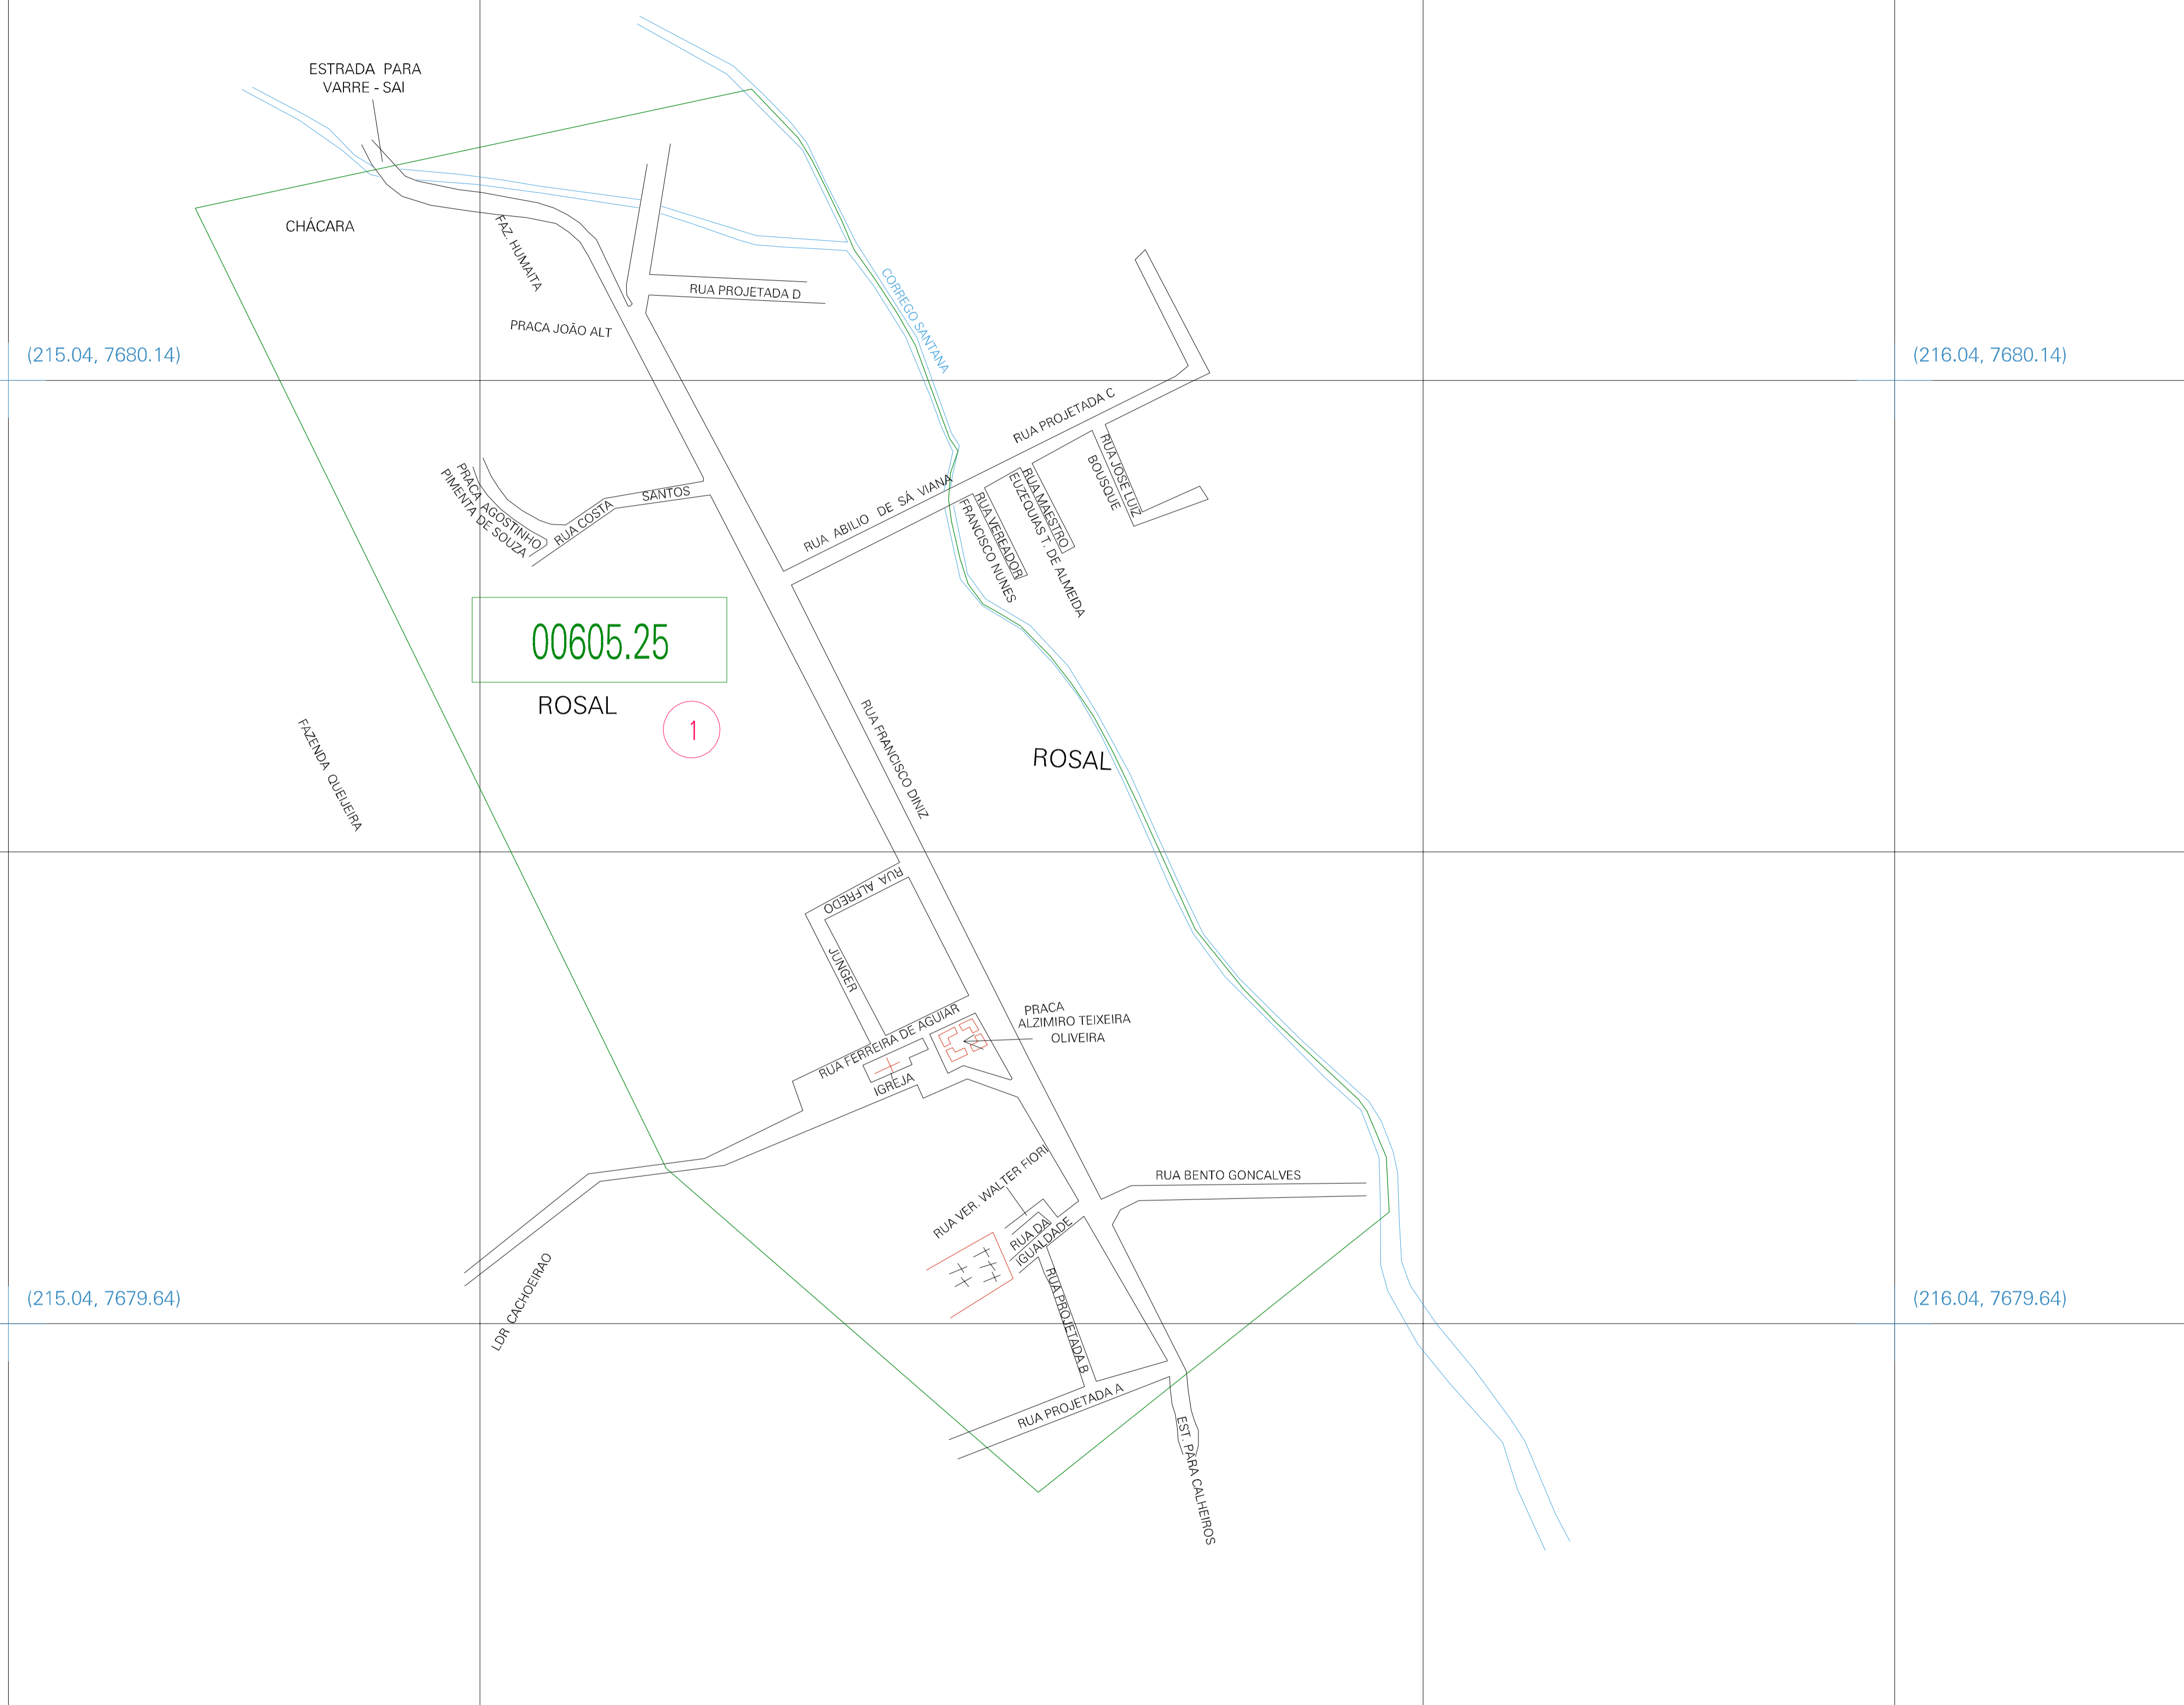 ESTRADA PARA
VARRE - SAI
CHÁCARA
FAZ. HUMAITA
RUA PROJETADA D
CORREGO SANTANA
PRACA JOÃO ALT
(215.04, 7680.14)
(216.04, 7680.14)
RUA PROJETADA C
RUA JOSE LUIZ
BOUSQUE
RUA MAESTRO
EUZEQUIAS T. DE ALMEIDA
RUA VEREADOR
FRANCISCO NUNES
RUA ABILIO DE SÁ VIANA
PRACA AGOSTINHO
PIMENTA DE SOUZA
RUA COSTA
SANTOS
00605.25
ROSAL
1
ROSAL
RUA FRANCISCO DINIZ
FAZENDA QUEIJEIRA
RUA ALFREDO
JUNGER
RUA FERREIRA DE AGUIAR
PRACA
ALZIMIRO TEIXEIRA
OLIVEIRA
IGREJA
RUA VER. WALTER FIORI
RUA BENTO GONCALVES
RUA DA
IGUALDADE
LDR CACHOEIRAO
RUA PROJETADA B
(215.04, 7679.64)
(216.04, 7679.64)
RUA PROJETADA A
EST. PARA CALHEIROS